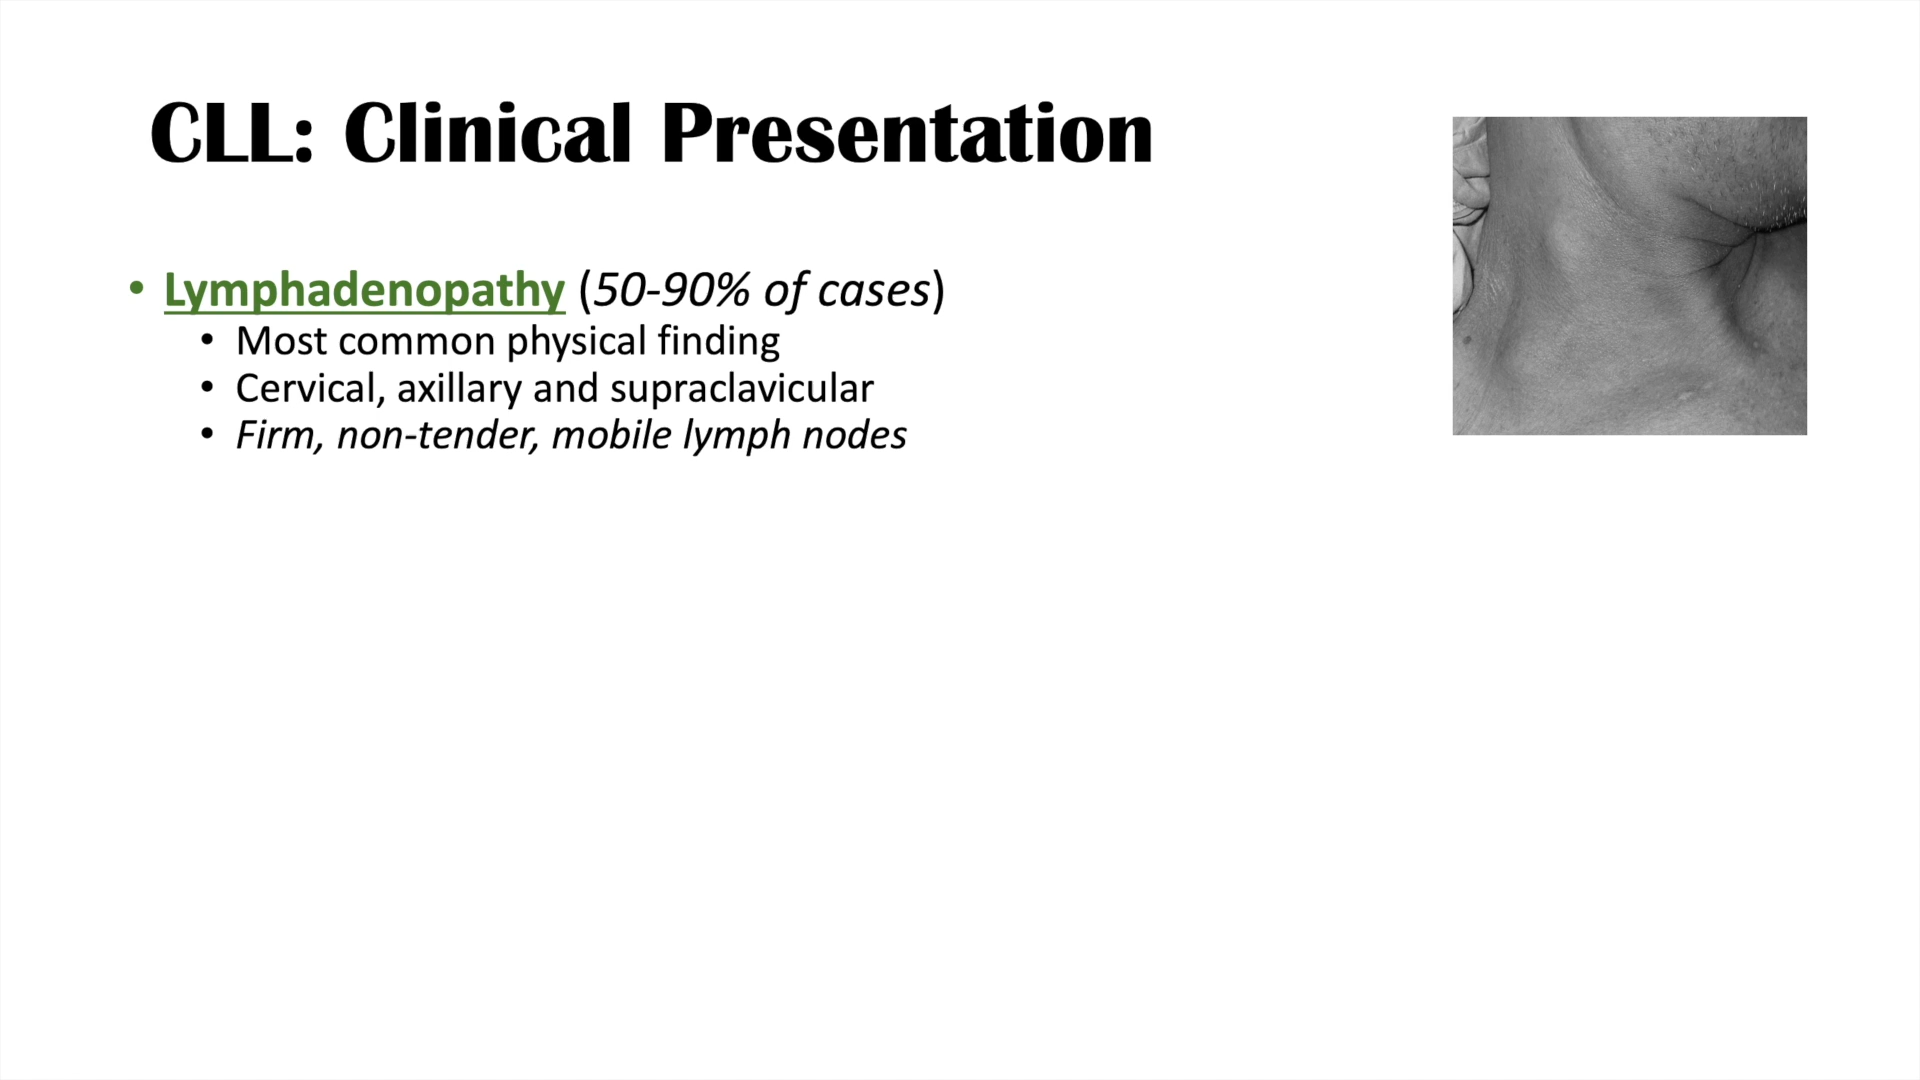 CLL: Clinical Presentation
• Lymphadenopathy (50-90% of cases)
• Most common physical finding
• Cervical, axillary and supraclavicular
• Firm, non-tender, mobile lymph nodes